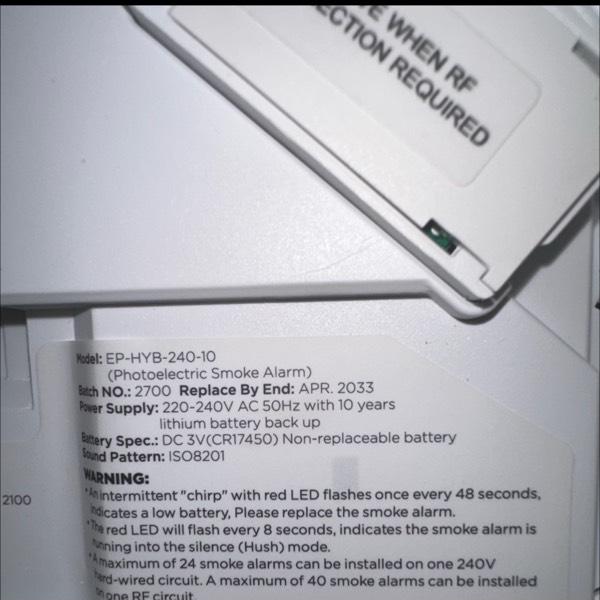 E WHEN RF
ECTION REQUIRED
Model: EP-HYB-240-10
(Photoelectric Smoke Alarm)
Batch NO.: 2700 Replace By End: APR. 2033
Power Supply: 220-240V AC 50Hz with 10 years
lithium battery back up
Battery Spec.: DC 3V(CR17450) Non-replaceable battery
Sound Pattern: ISO8201
WARNING:
*An intermittent "chirp" with red LED flashes once every 48 seconds,
indicates a low battery, Please replace the smoke alarm.
*The red LED will flash every 8 seconds, indicates the smoke alarm is
running into the silence (Hush) mode.
*A maximum of 24 smoke alarms can be installed on one 240V
hard-wired circuit. A maximum of 40 smoke alarms can be installed
on one RF circuit.
2100